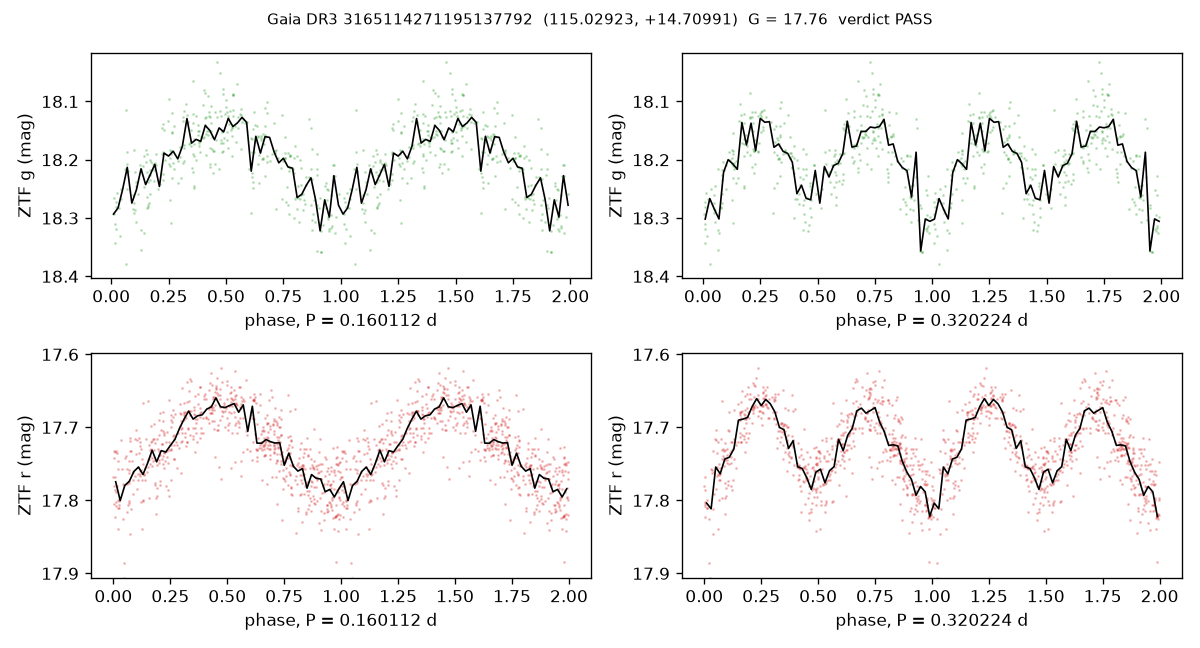 Gaia DR3 3165114271195137792  (115.02923, +14.70991)  G = 17.76  verdict PASS
ZTF g (mag)
18.1
18.2
18.3
18.4
0.00 0.25 0.50 0.75 1.00 1.25 1.50 1.75 2.00
phase, P = 0.160112 d
ZTF g (mag)
18.1
18.2
18.3
18.4
0.00 0.25 0.50 0.75 1.00 1.25 1.50 1.75 2.00
phase, P = 0.320224 d
ZTF r (mag)
17.6
17.7
17.8
17.9
0.00 0.25 0.50 0.75 1.00 1.25 1.50 1.75 2.00
phase, P = 0.160112 d
ZTF r (mag)
17.6
17.7
17.8
17.9
0.00 0.25 0.50 0.75 1.00 1.25 1.50 1.75 2.00
phase, P = 0.320224 d